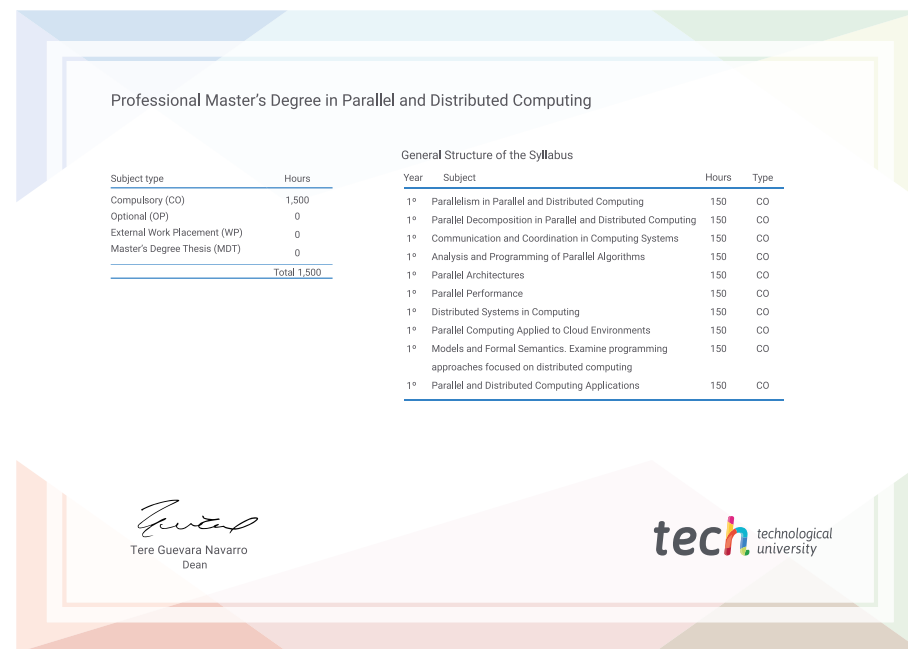 Professional Master's Degree in Parallel and Distributed Computing
General Structure of the Syllabus
Subject type Hours
Compulsory (CO) 1,500
Optional (OP) 0
External Work Placement (WP) 0
Master's Degree Thesis (MDT) 0
Total 1,500
Year Subject Hours Type
1º Parallelism in Parallel and Distributed Computing 150 CO
1º Parallel Decomposition in Parallel and Distributed Computing 150 CO
1º Communication and Coordination in Computing Systems 150 CO
1º Analysis and Programming of Parallel Algorithms 150 CO
1º Parallel Architectures 150 CO
1º Parallel Performance 150 CO
1º Distributed Systems in Computing 150 CO
1º Parallel Computing Applied to Cloud Environments 150 CO
1º Models and Formal Semantics. Examine programming 150 CO
approaches focused on distributed computing
1º Parallel and Distributed Computing Applications 150 CO
Tere Guevara Navarro
Dean
tech technological
university